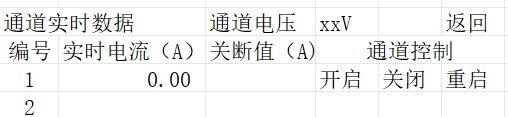 通道实时数据 通道电压 xxV 返回
编号 实时电流（A） 关断值（A） 通道控制
1 0.00 开启 关闭 重启
2